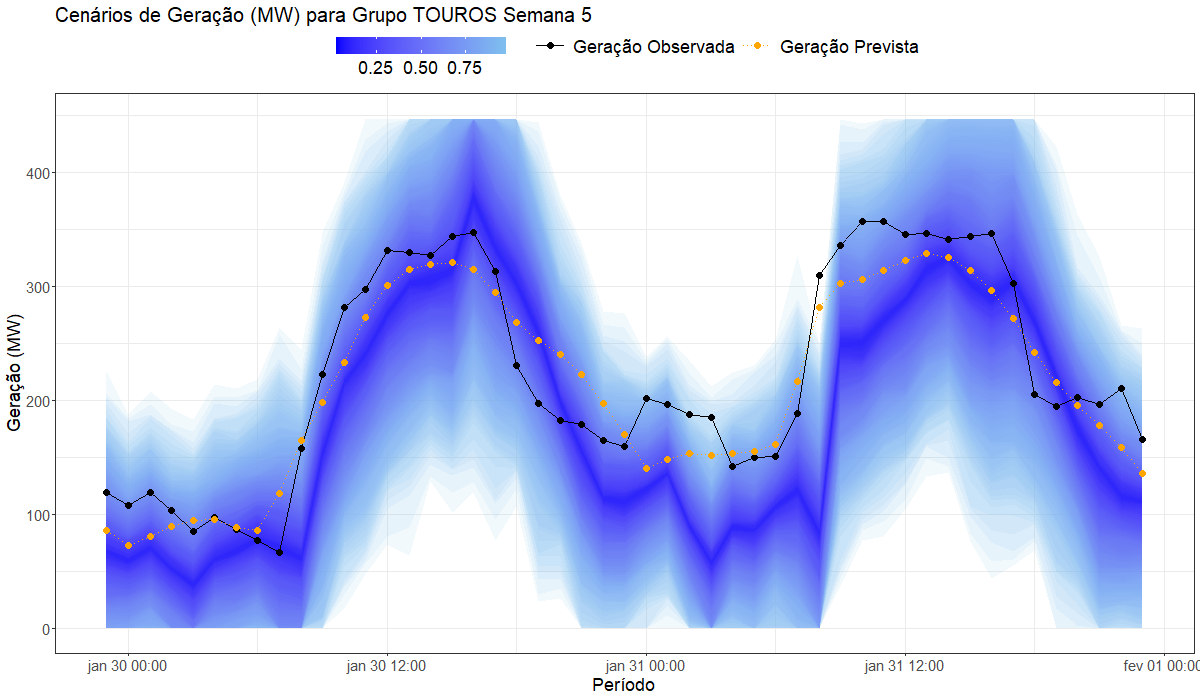 Cenários de Geração (MW) para Grupo TOUROS Semana 5
0.25 0.50 0.75
Geração Observada
Geração Prevista
Geração (MW)
400
300
200
100
0
jan 30 00:00
jan 30 12:00
jan 31 00:00
jan 31 12:00
fev 01 00:00
Período